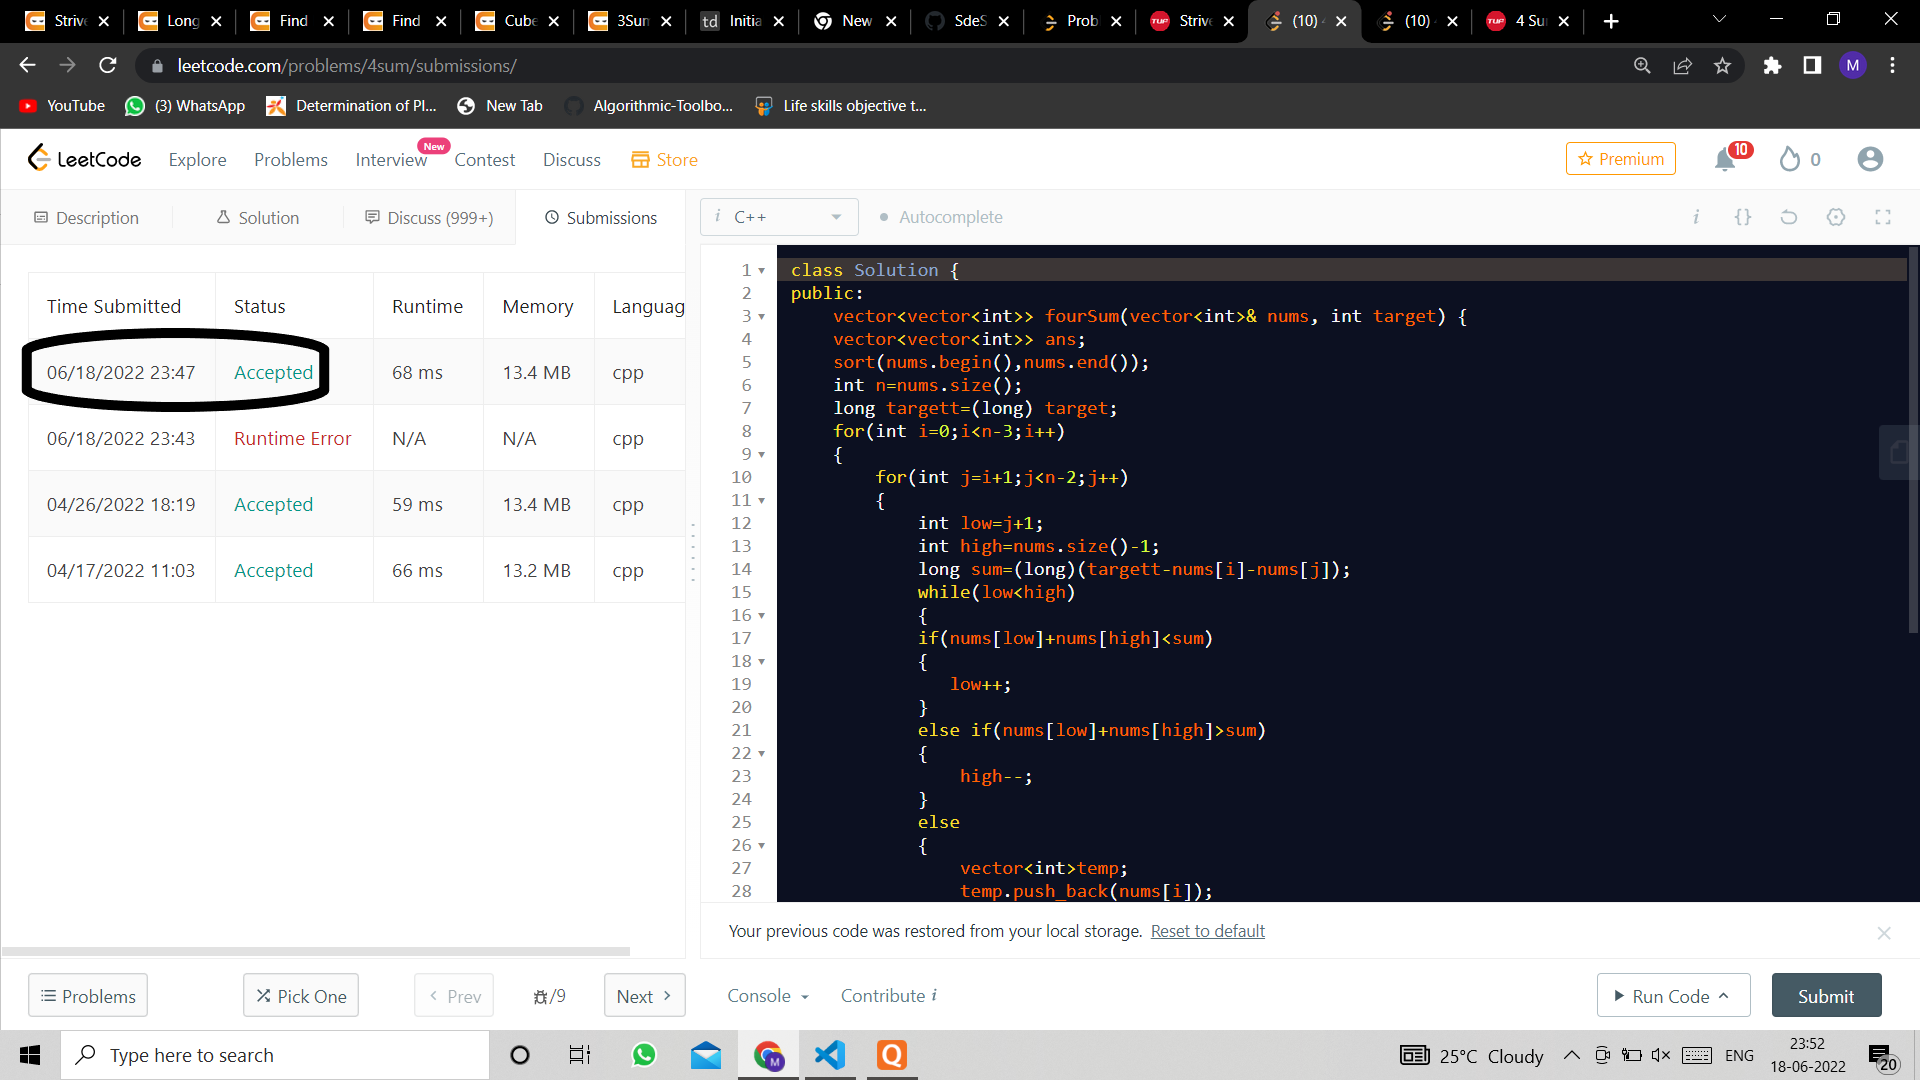 Strive
Long
Find
Find
Cube
3Sum
Initia
New
SdeS
Prob
TUF Strive
(10)
(10)
TUF 4 Su
leetcode.com/problems/4sum/submissions/
M
YouTube
(3) WhatsApp
Determination of Pl...
New Tab
Algorithmic-Toolbo...
Life skills objective t...
LeetCode
Explore
Problems
Interview
New
Contest
Discuss
Store
Premium
10
0
Description
Solution
Discuss (999+)
Submissions
i C++
Autocomplete
i {}
Time Submitted Status Runtime Memory Languag
06/18/2022 23:47 Accepted 68 ms 13.4 MB cpp
06/18/2022 23:43 Runtime Error N/A N/A cpp
04/26/2022 18:19 Accepted 59 ms 13.4 MB cpp
04/17/2022 11:03 Accepted 66 ms 13.2 MB cpp
1 class Solution {
2 public:
3 vector<vector<int>> fourSum(vector<int>& nums, int target) {
4 vector<vector<int>> ans;
5 sort(nums.begin(),nums.end());
6 int n=nums.size();
7 long targett=(long) target;
8 for(int i=0;i<n-3;i++)
9 {
10 for(int j=i+1;j<n-2;j++)
11 {
12 int low=j+1;
13 int high=nums.size()-1;
14 long sum=(long)(targett-nums[i]-nums[j]);
15 while(low<high)
16 {
17 if(nums[low]+nums[high]<sum)
18 {
19 low++;
20 }
21 else if(nums[low]+nums[high]>sum)
22 {
23 high--;
24 }
25 else
26 {
27 vector<int>temp;
28 temp.push_back(nums[i]);
Your previous code was restored from your local storage. Reset to default
Problems
Pick One
Prev
/9
Next
Console
Contribute i
Run Code
Submit
Type here to search
M
Q
25°C Cloudy
ENG
23:52
18-06-2022
20